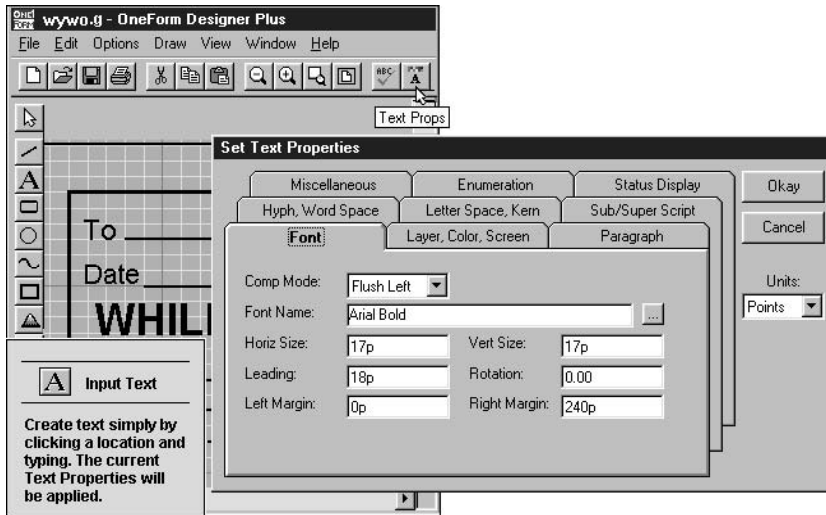 OneForm
wywo.g - OneForm Designer Plus
File Edit Options Draw View Window Help
ABC
A
Text Props
A
To
Date
WHIL
Set Text Properties
Miscellaneous Enumeration Status Display
Hyph, Word Space Letter Space, Kern Sub/Super Script
Font Layer, Color, Screen Paragraph
Comp Mode: Flush Left
Font Name: Arial Bold ...
Horiz Size: 17p Vert Size: 17p
Leading: 18p Rotation: 0.00
Left Margin: 0p Right Margin: 240p
Okay
Cancel
Units:
Points
A Input Text
Create text simply by
clicking a location and
typing. The current
Text Properties will
be applied.